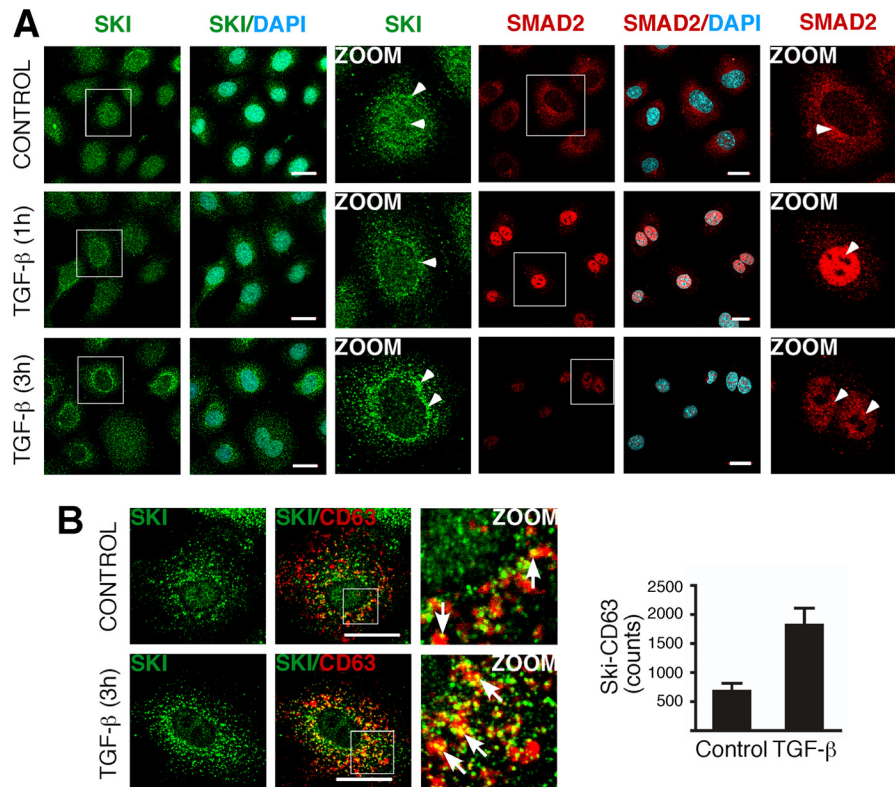 A
SKI SKI/DAPI SKI SMAD2 SMAD2/DAPI SMAD2
CONTROL ZOOM ZOOM
TGF-β (1h) ZOOM ZOOM
TGF-β (3h) ZOOM ZOOM
B
CONTROL SKI SKI/CD63 ZOOM
TGF-β (3h) SKI SKI/CD63 ZOOM
Ski-CD63
(counts)
2500
2000
1500
1000
500
Control TGF-β